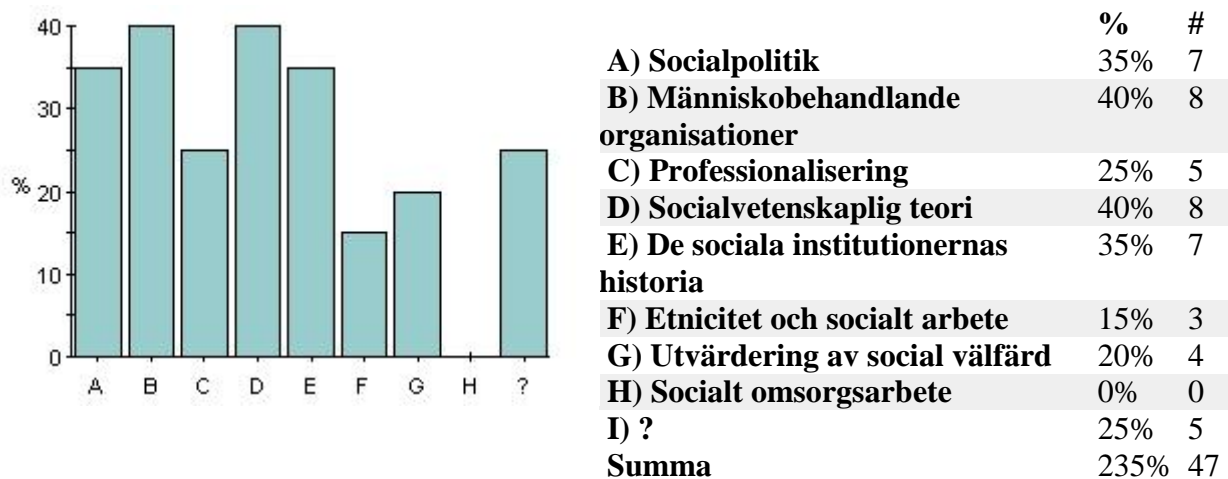 40
30
% 20
10
0
A B C D E F G H ?
% #
A) Socialpolitik 35% 7
B) Människobehandlande 40% 8
organisationer
C) Professionalisering 25% 5
D) Socialvetenskaplig teori 40% 8
E) De sociala institutionernas 35% 7
historia
F) Etnicitet och socialt arbete 15% 3
G) Utvärdering av social välfärd 20% 4
H) Socialt omsorgsarbete 0% 0
I) ? 25% 5
Summa 235% 47